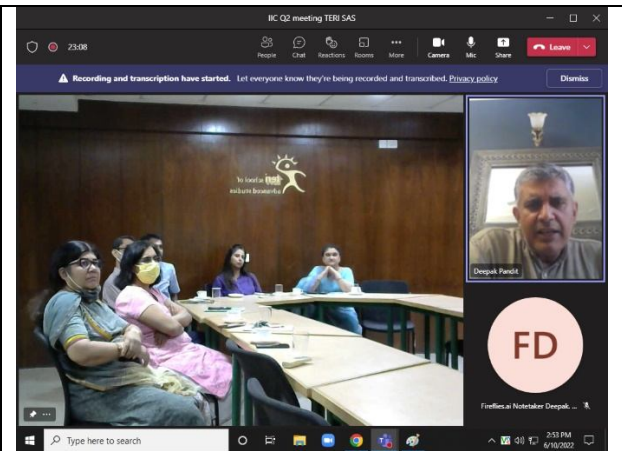 IIC Q2 meeting TERI SAS
23:08
People Chat Reactions Rooms More Camera Mic Share Leave
Recording and transcription have started. Let everyone know they're being recorded and transcribed. Privacy policy Dismiss
Deepak Pandit
FD
Fireflies.ai Notetaker Deepak. ...
Type here to search
2:53 PM
6/10/2022